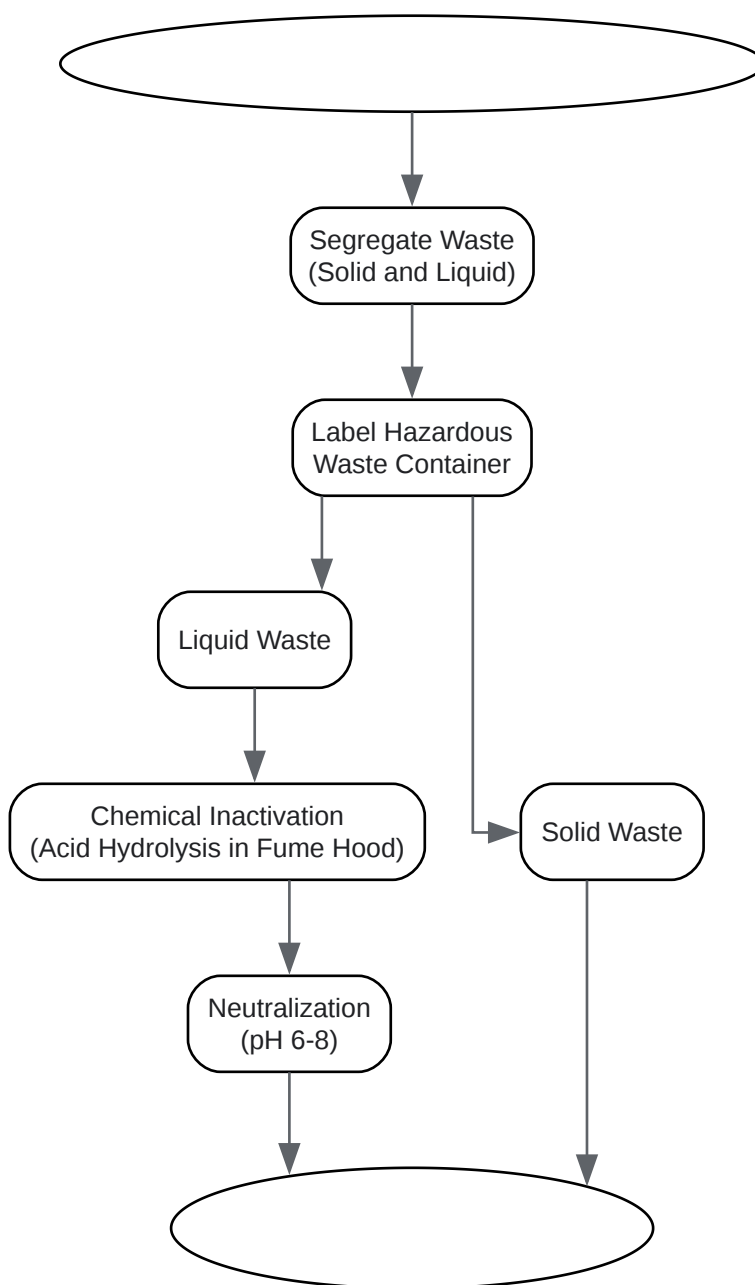 Segregate Waste
(Solid and Liquid)
Label Hazardous
Waste Container
Liquid Waste
Chemical Inactivation
(Acid Hydrolysis in Fume Hood)
Solid Waste
Neutralization
(pH 6-8)